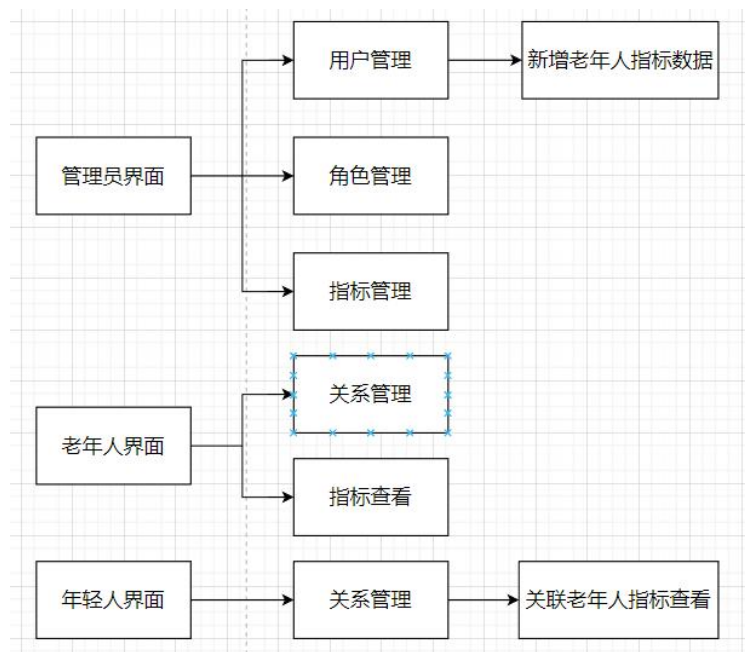 用户管理
新增老年人指标数据
管理员界面
角色管理
指标管理
关系管理
老年人界面
指标查看
年轻人界面
关系管理
关联老年人指标查看